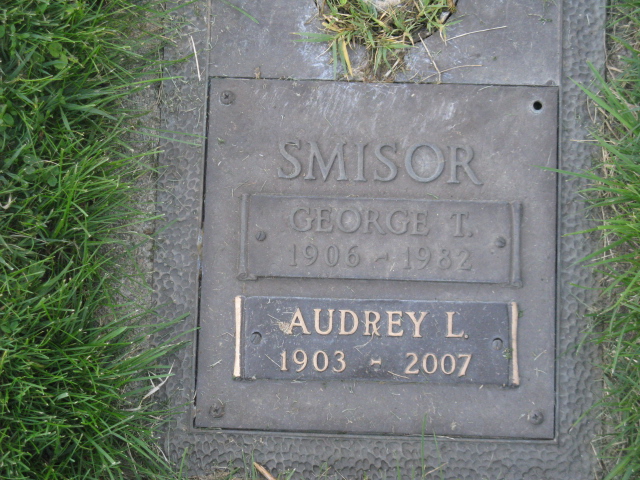 SMISOR
GEORGE T.
1906 - 1982
AUDREY L.
1903 - 2007